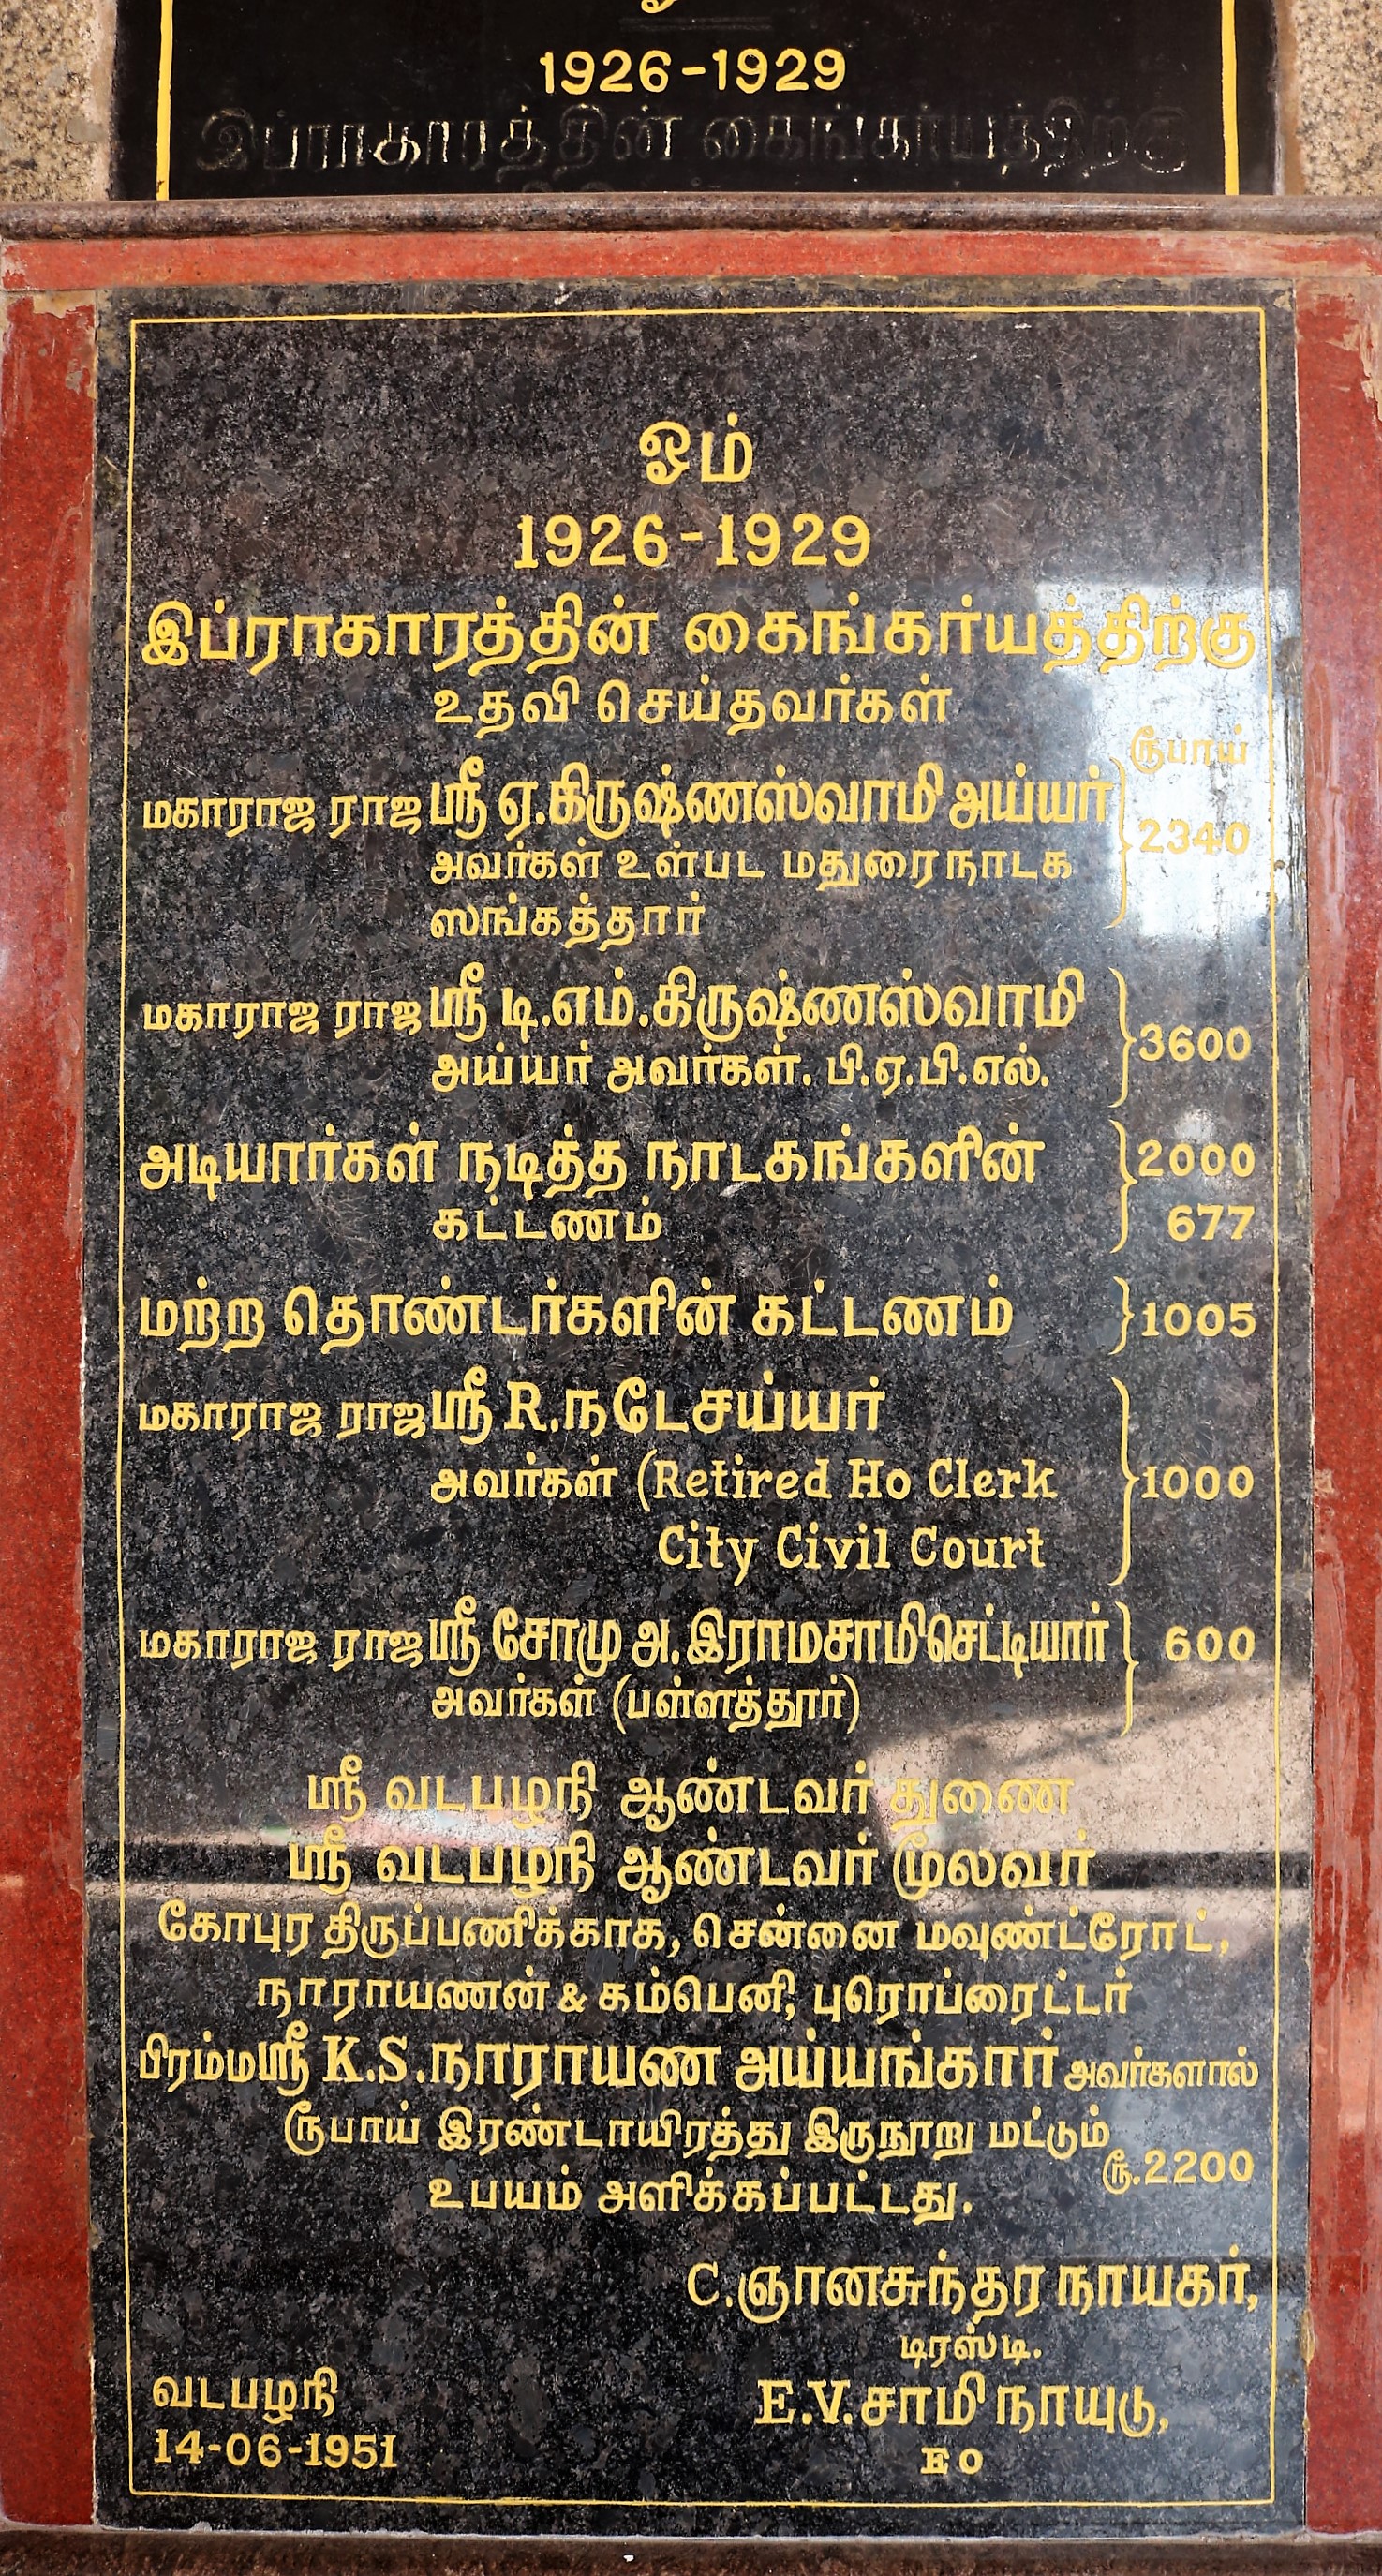 1926-1929
இப்ராகாரத்தின் கைங்கர்யத்திற்கு
ஓம்
1926-1929
இப்ராகாரத்தின் கைங்கர்யத்திற்கு
உதவி செய்தவர்கள்
ரூபாய்
மகாராஜ ராஜ ஸ்ரீ ஏ.கிருஷ்ணஸ்வாமி அய்யர் 2340
அவர்கள் உள்பட மதுரை நாடக
ஸங்கத்தார்
மகாராஜ ராஜ ஸ்ரீ டி.எம்.கிருஷ்ணஸ்வாமி
அய்யர் அவர்கள். பி.ஏ.பி.எல். 3600
அடியார்கள் நடித்த நாடகங்களின் 2000
கட்டணம் 677
மற்ற தொண்டர்களின் கட்டணம் 1005
மகாராஜ ராஜ ஸ்ரீ R.நடேசய்யர்
அவர்கள் (Retired Ho Clerk 1000
City Civil Court
மகாராஜ ராஜ ஸ்ரீ சோமு அ.இராமசாமி செட்டியார் 600
அவர்கள் (பள்ளத்தூர்)
ஸ்ரீ வடபழநி ஆண்டவர் துணை
ஸ்ரீ வடபழநி ஆண்டவர் மூலவர்
கோபுர திருப்பணிக்காக, சென்னை மவுண்ட்ரோட்,
நாராயணன் & கம்பெனி, புரொப்ரைட்டர்
பிரம்மஸ்ரீ K.S.நாராயண அய்யங்கார் அவர்களால்
ரூபாய் இரண்டாயிரத்து இருநூறு மட்டும்
ரூ.2200
உபயம் அளிக்கப்பட்டது.
C.ஞானசுந்தர நாயகர்,
டிரஸ்டி.
வடபழநி
E.V.சாமி நாயுடு,
14-06-1951
E O